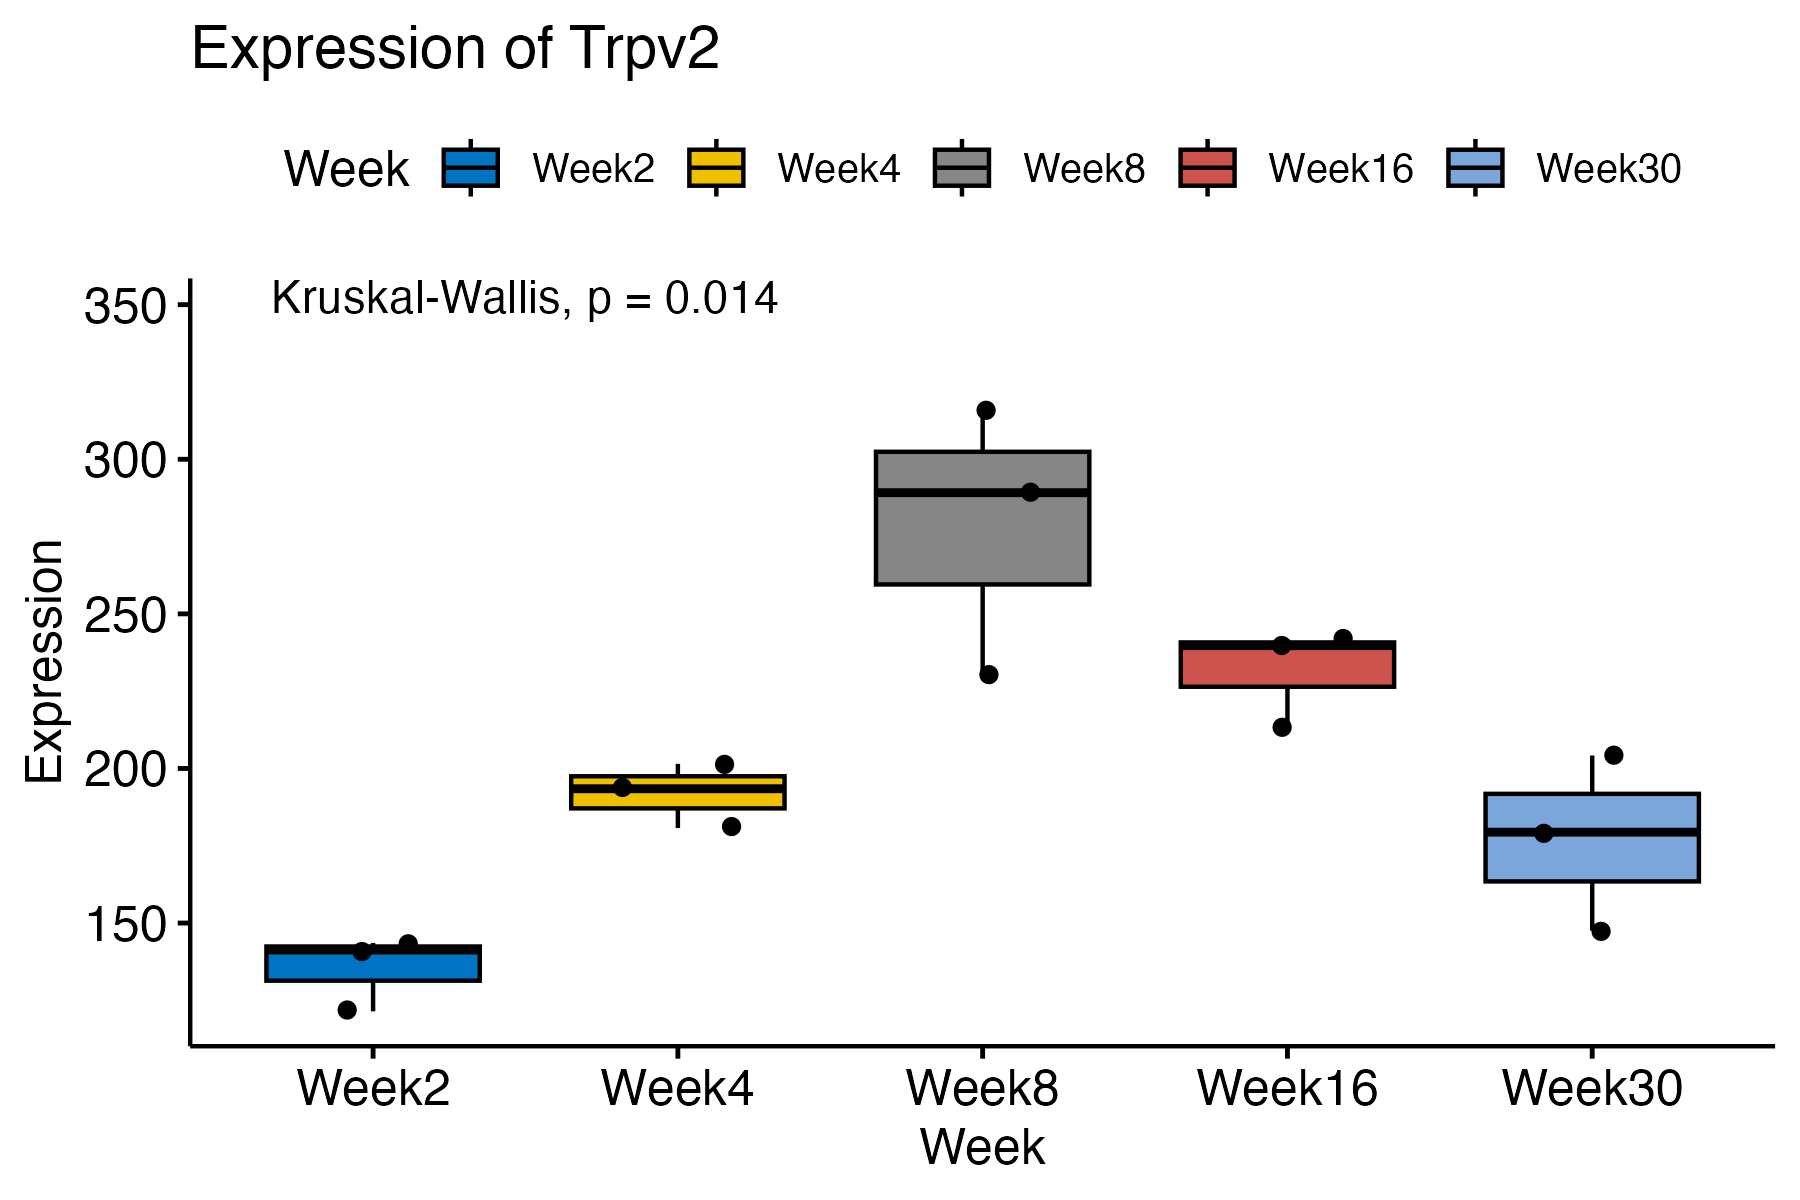 Expression of Trpv2
Week Week2 Week4 Week8 Week16 Week30
Kruskal-Wallis, p = 0.014
350
300
250
200
150
Expression
Week2 Week4 Week8 Week16 Week30
Week